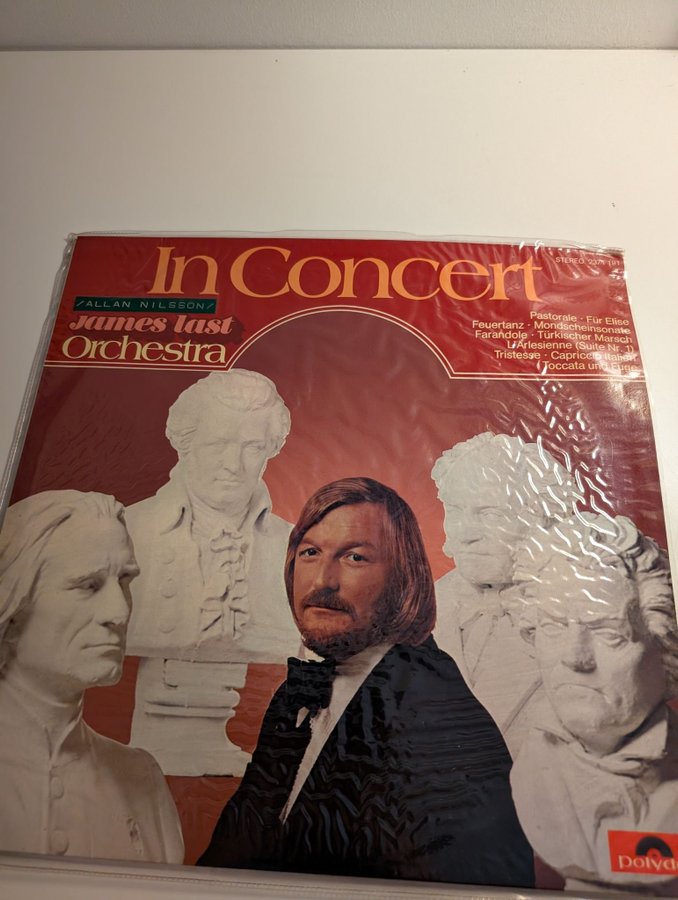 In Concert
STEREO 2371 191
/ALLAN NILSSON/
james last
Orchestra
Pastorale · Für Elise
Feuertanz · Mondscheinsonate
Farandole · Türkischer Marsch
L'Arlesienne (Suite Nr. 1)
Tristesse · Capriccio Italien
Toccata und Fuge
polyd